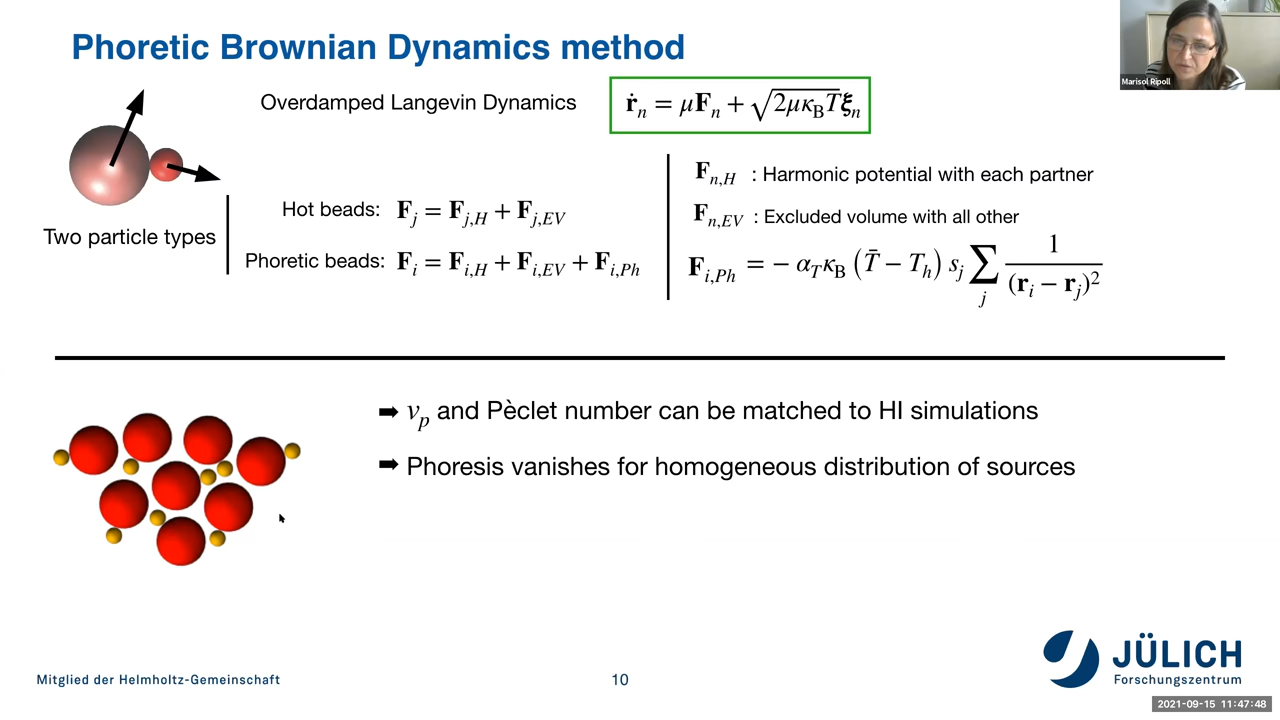 Phoretic Brownian Dynamics method
Marisol Ripoll
Overdamped Langevin Dynamics
ṙₙ = μFₙ + √(2μκ_B T) ξₙ
Two particle types
Hot beads: F_j = F_{j,H} + F_{j,EV}
Phoretic beads: F_i = F_{i,H} + F_{i,EV} + F_{i,Ph}
F_{n,H} : Harmonic potential with each partner
F_{n,EV} : Excluded volume with all other
F_{i,Ph} = − α_T κ_B (T̄ − T_h) s_j ∑_j 1/(r_i − r_j)²
➡ v_p and Pèclet number can be matched to HI simulations
➡ Phoresis vanishes for homogeneous distribution of sources
Mitglied der Helmholtz-Gemeinschaft
10
JÜLICH
Forschungszentrum
2021-09-15 11:47:48